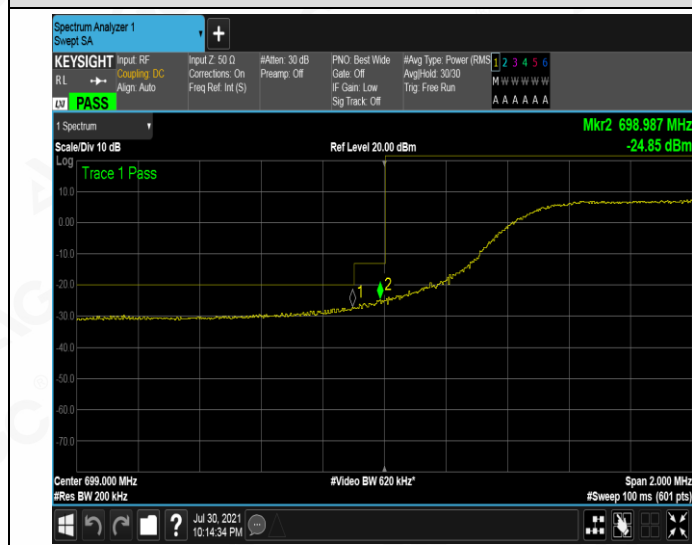 Spectrum Analyzer 1
Swept SA
+
KEYSIGHT
R L
LXI PASS
Input: RF
Coupling: DC
Align: Auto
Input Z: 50 Ω
Corrections: On
Freq Ref: Int (S)
#Atten: 30 dB
Preamp: Off
PNO: Best Wide
Gate: Off
IF Gain: Low
Sig Track: Off
#Avg Type: Power (RMS
Avg|Hold: 30/30
Trig: Free Run
1 2 3 4 5 6
M W W W W W
A A A A A A
1 Spectrum
Mkr2 698.987 MHz
Scale/Div 10 dB
Ref Level 20.00 dBm
-24.85 dBm
Log
Trace 1 Pass
10.0
0.00
-10.0
-20.0
-30.0
-40.0
-50.0
-60.0
-70.0
1
2
Center 699.000 MHz
#Video BW 620 kHz*
Span 2.000 MHz
#Res BW 200 kHz
#Sweep 100 ms (601 pts)
?
Jul 30, 2021
10:14:34 PM